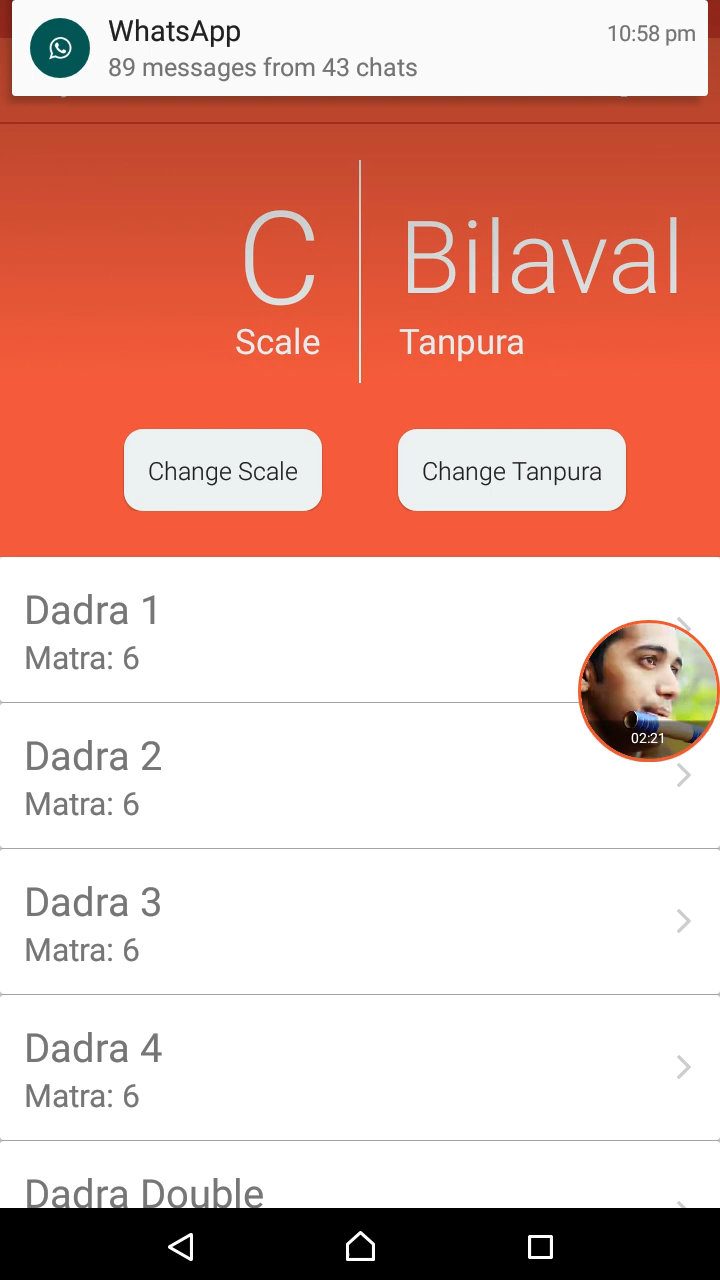 WhatsApp 10:58 pm
89 messages from 43 chats
C
Scale
Bilaval
Tanpura
Change Scale
Change Tanpura
Dadra 1
Matra: 6
02:21
Dadra 2
Matra: 6
Dadra 3
Matra: 6
Dadra 4
Matra: 6
Dadra Double